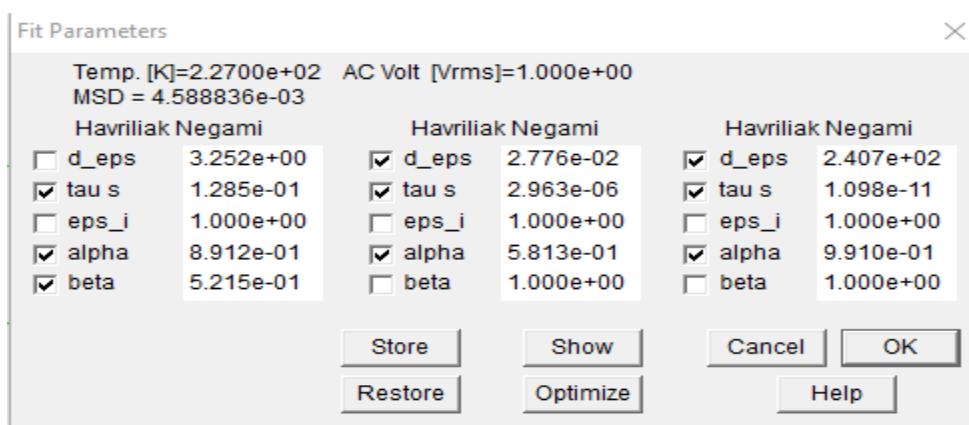 Fit Parameters
Temp. [K]=2.2700e+02 AC Volt [Vrms]=1.000e+00
MSD = 4.588836e-03
Havriliak Negami Havriliak Negami Havriliak Negami
d_eps 3.252e+00 d_eps 2.776e-02 d_eps 2.407e+02
tau s 1.285e-01 tau s 2.963e-06 tau s 1.098e-11
eps_i 1.000e+00 eps_i 1.000e+00 eps_i 1.000e+00
alpha 8.912e-01 alpha 5.813e-01 alpha 9.910e-01
beta 5.215e-01 beta 1.000e+00 beta 1.000e+00
Store Show Cancel OK
Restore Optimize Help